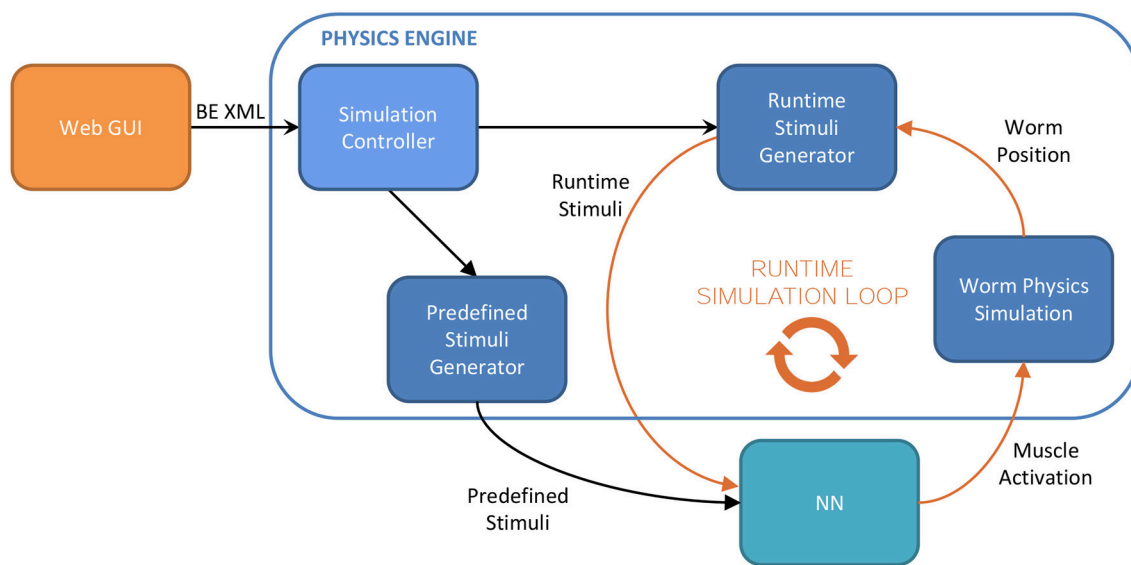 PHYSICS ENGINE
Web GUI
BE XML
Simulation
Controller
Runtime
Stimuli
Generator
Worm
Position
Runtime
Stimuli
RUNTIME
SIMULATION LOOP
Worm Physics
Simulation
Predefined
Stimuli
Generator
Muscle
Activation
Predefined
Stimuli
NN